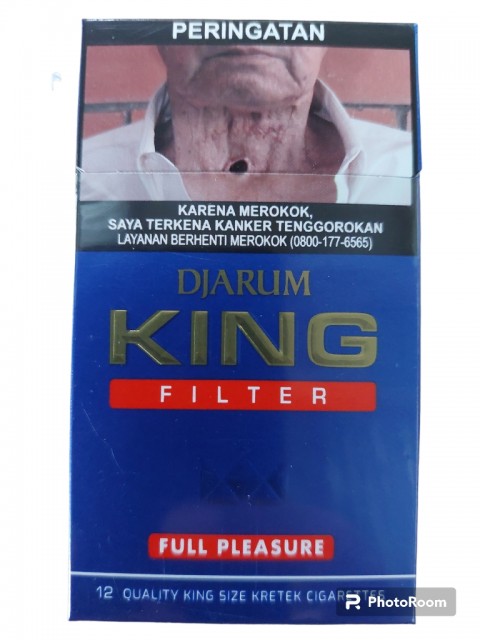 PERINGATAN
KARENA MEROKOK,
SAYA TERKENA KANKER TENGGOROKAN
LAYANAN BERHENTI MEROKOK (0800-177-6565)
DJARUM
KING
FILTER
FULL PLEASURE
12 QUALITY KING SIZE KRETEK CIGARETTES
PhotoRoom